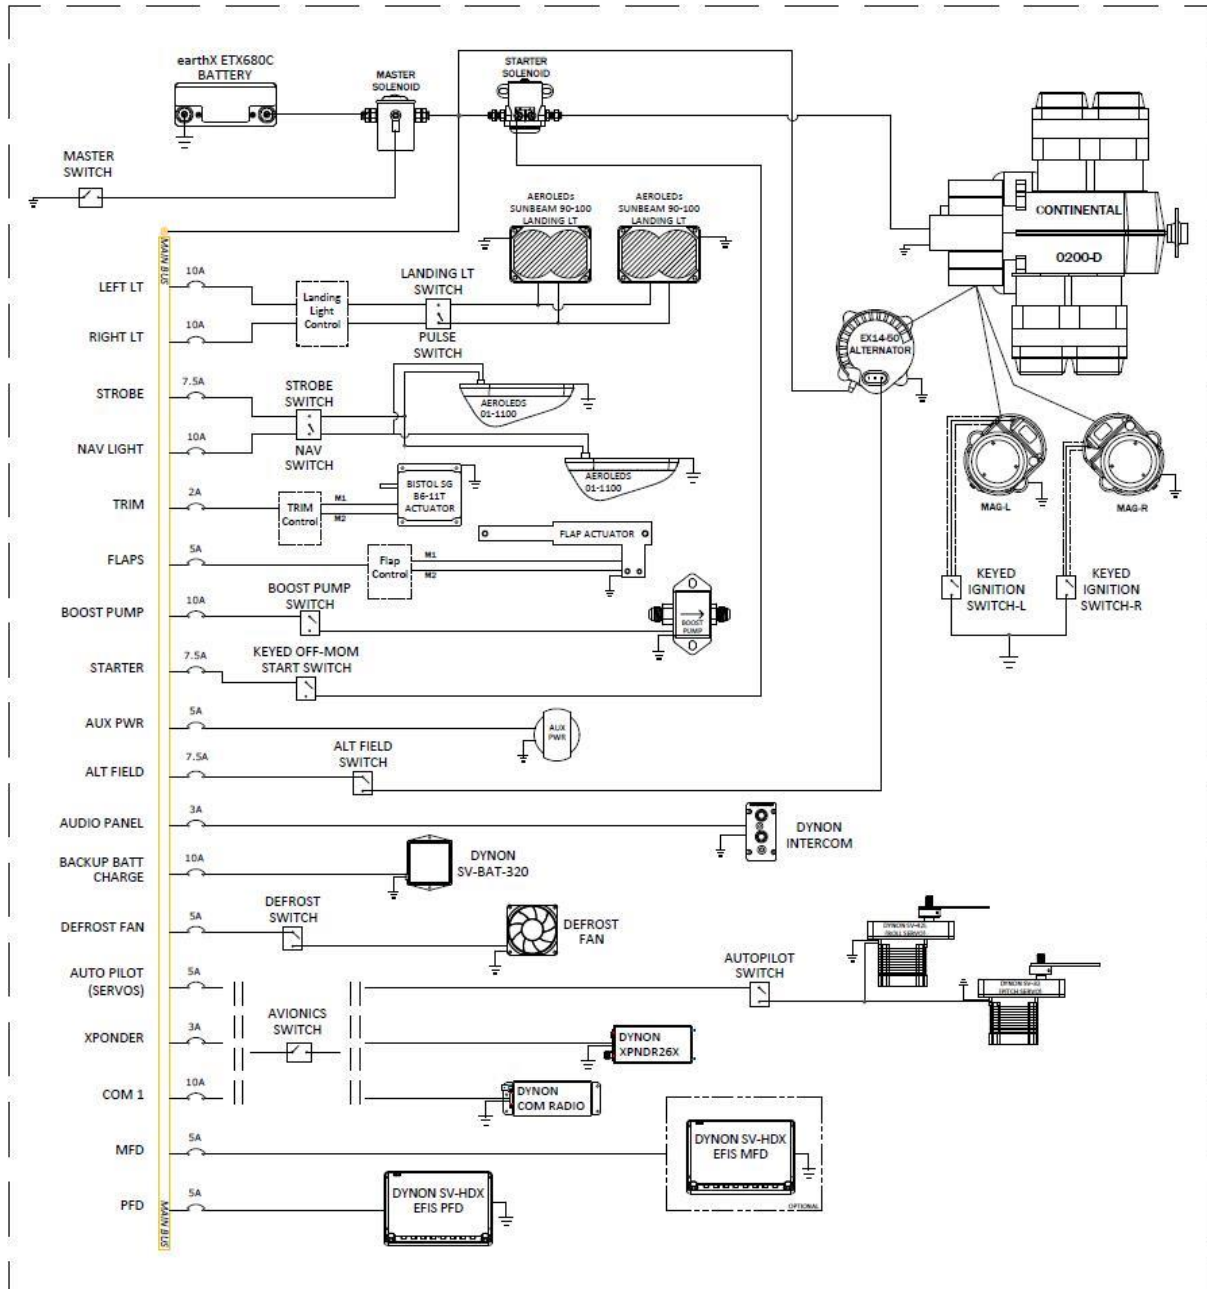 earthX ETX680C
BATTERY
MASTER
SOLENOID
STARTER
SOLENOID
MASTER
SWITCH
AEROLEDs
SUNBEAM 90-100
LANDING LT
AEROLEDs
SUNBEAM 90-100
LANDING LT
CONTINENTAL
0200-D
MAIN BUS
LEFT LT
10A
Landing
Light
Control
LANDING LT
SWITCH
RIGHT LT
10A
PULSE
SWITCH
EX14-50
ALTERNATOR
STROBE
7.5A
STROBE
SWITCH
AEROLEDS
01-1100
NAV LIGHT
10A
NAV
SWITCH
AEROLEDS
01-1100
TRIM
2A
TRIM
Control
M1
M2
BISTOL SG
B6-11T
ACTUATOR
MAG-L
MAG-R
FLAPS
5A
Flap
Control
M1
M2
FLAP ACTUATOR
KEYED
IGNITION
SWITCH-L
KEYED
IGNITION
SWITCH-R
BOOST PUMP
10A
BOOST PUMP
SWITCH
BOOST
PUMP
STARTER
7.5A
KEYED OFF-MOM
START SWITCH
AUX PWR
5A
AUX
PWR
ALT FIELD
7.5A
ALT FIELD
SWITCH
AUDIO PANEL
3A
DYNON
INTERCOM
BACKUP BATT
CHARGE
10A
DYNON
SV-BAT-320
DEFROST FAN
5A
DEFROST
SWITCH
DEFROST
FAN
AUTO PILOT
(SERVOS)
5A
AUTOPILOT
SWITCH
(ROLL SERVO)
(PITCH SERVO)
XPONDER
3A
AVIONICS
SWITCH
DYNON
XPNDR26X
COM 1
10A
DYNON
COM RADIO
MFD
5A
DYNON SV-HDX
EFIS MFD
OPTIONAL
PFD
5A
DYNON SV-HDX
EFIS PFD
MAIN BUS